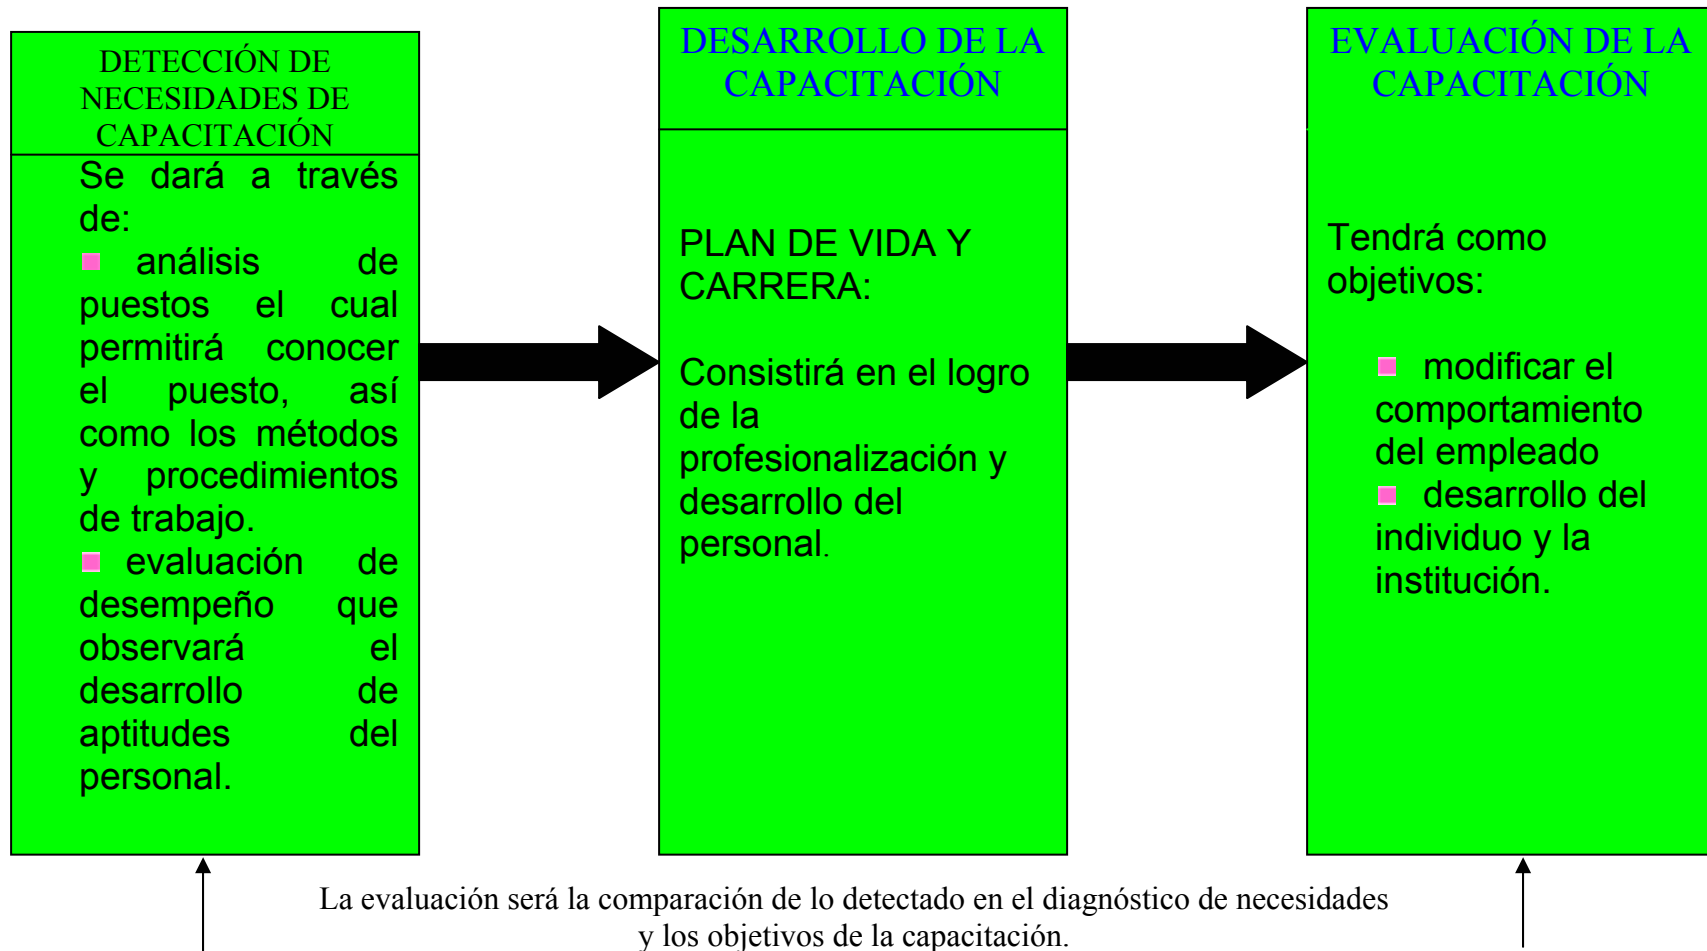 DETECCIÓN DE
NECESIDADES DE
CAPACITACIÓN
Se dará a través
de:
análisis de
puestos el cual
permitirá conocer
el puesto, así
como los métodos
y procedimientos
de trabajo.
evaluación de
desempeño que
observará el
desarrollo de
aptitudes del
personal.
DESARROLLO DE LA
CAPACITACIÓN
PLAN DE VIDA Y
CARRERA:
Consistirá en el logro
de la
profesionalización y
desarrollo del
personal.
EVALUACIÓN DE LA
CAPACITACIÓN
Tendrá como
objetivos:
modificar el
comportamiento
del empleado
desarrollo del
individuo y la
institución.
La evaluación será la comparación de lo detectado en el diagnóstico de necesidades
y los objetivos de la capacitación.